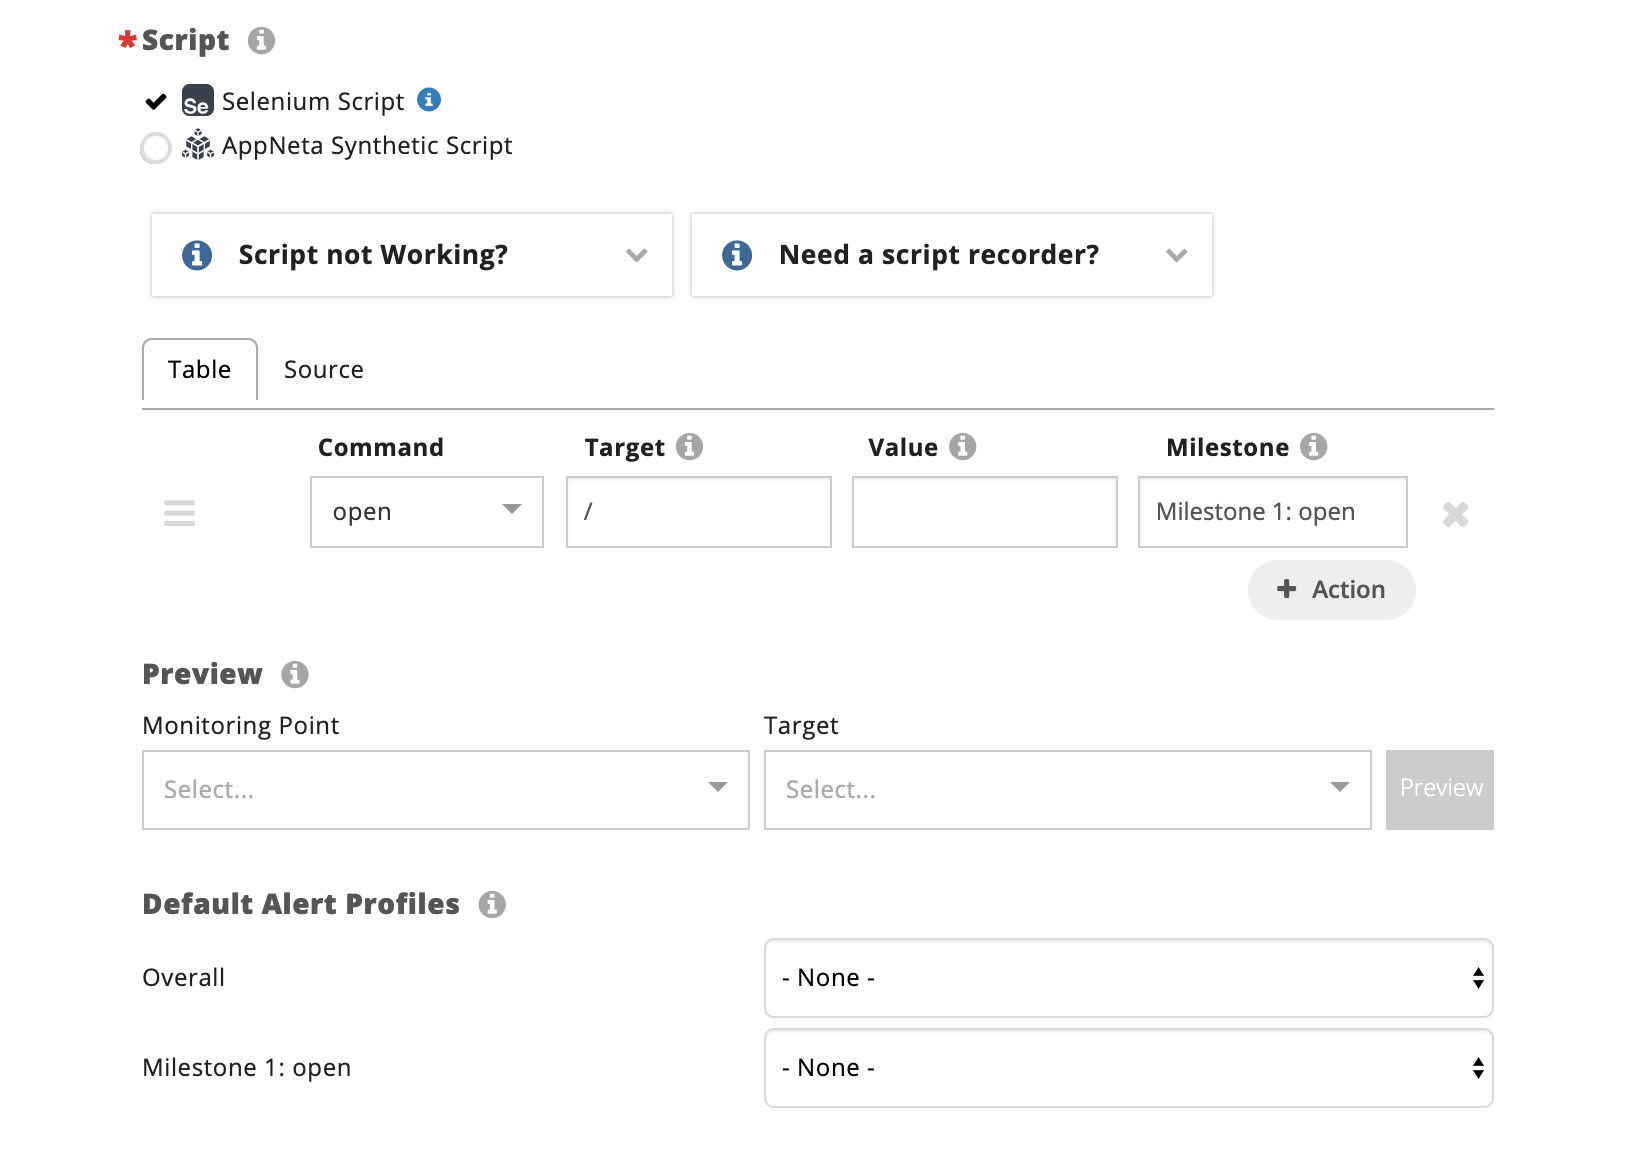 *Script
Se Selenium Script
AppNeta Synthetic Script
Script not Working? Need a script recorder?
Table Source
Command Target Value Milestone
open / Milestone 1: open
+ Action
Preview
Monitoring Point Target
Select... Select... Preview
Default Alert Profiles
Overall - None -
Milestone 1: open - None -